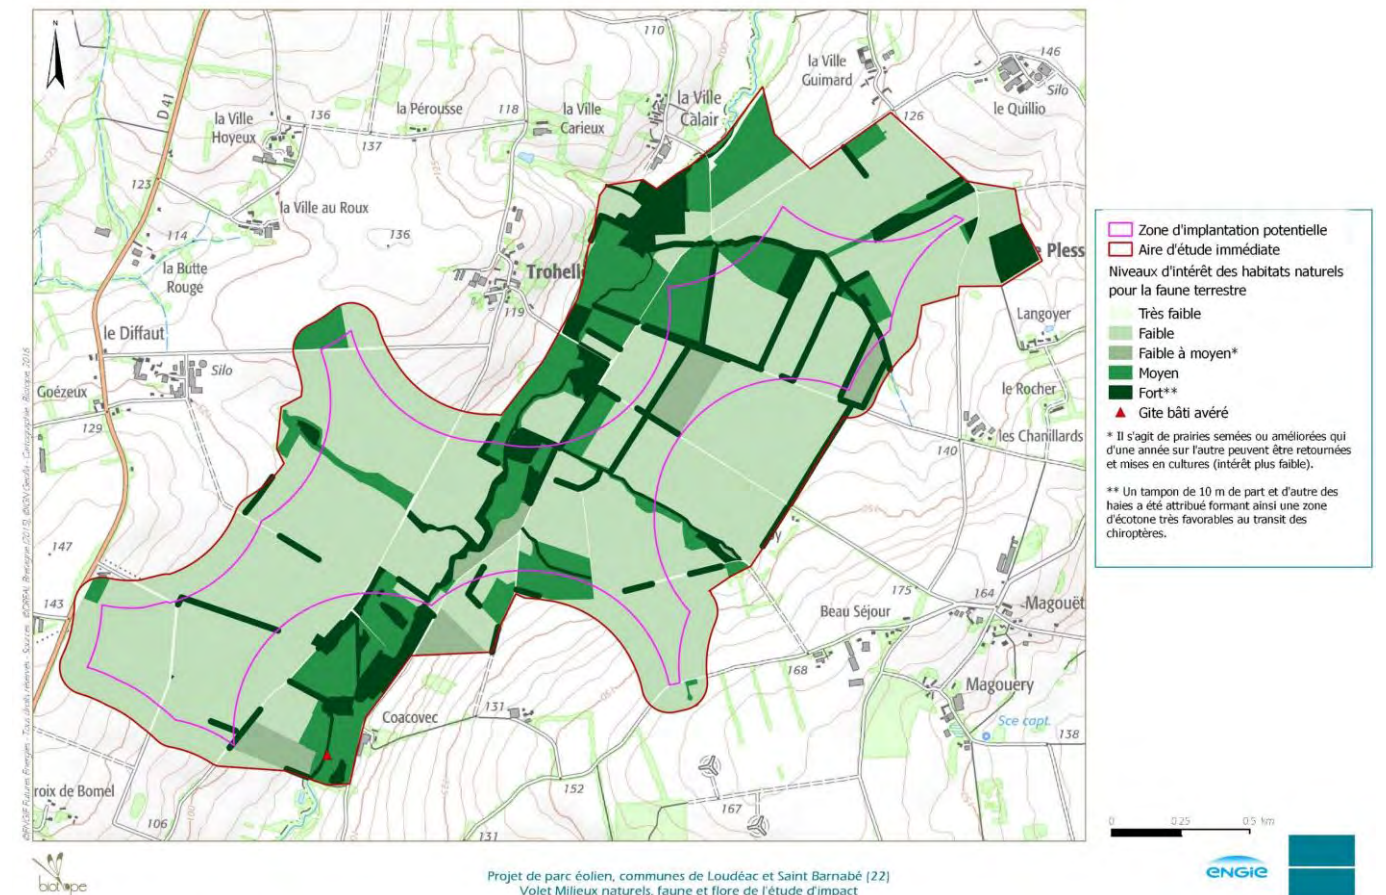 N
110
la Ville
Guimard
146
Silo
le Quillio
D 41
la Ville
Hoyeux
136
la Pérousse
118
la Ville
Carieux
la Ville
Calair
126
137
123
la Ville au Roux
114
136
la Butte
Rouge
Trohell
119
e Pless
Langoyer
le Diffaut
Silo
Goézeux
129
le Rocher
les Chanillards
140
147
143
175
164
Magouët
Beau Séjour
168
Magouëry
Sce capt.
138
Coacovec
131
152
167
roix de Bomel
106
131
Zone d'implantation potentielle
Aire d'étude immédiate
Niveaux d'intérêt des habitats naturels
pour la faune terrestre
Très faible
Faible
Faible à moyen*
Moyen
Fort**
Gite bâti avéré
* Il s'agit de prairies semées ou améliorées qui
d'une année sur l'autre peuvent être retournées
et mises en cultures (intérêt plus faible).
** Un tampon de 10 m de part et d'autre des
haies a été attribué formant ainsi une zone
d'écotone très favorables au transit des
chiroptères.
0 0.25 0.5 km
biotope
Projet de parc éolien, communes de Loudéac et Saint Barnabé (22)
Volet Milieux naturels, faune et flore de l'étude d'impact
ENGIE